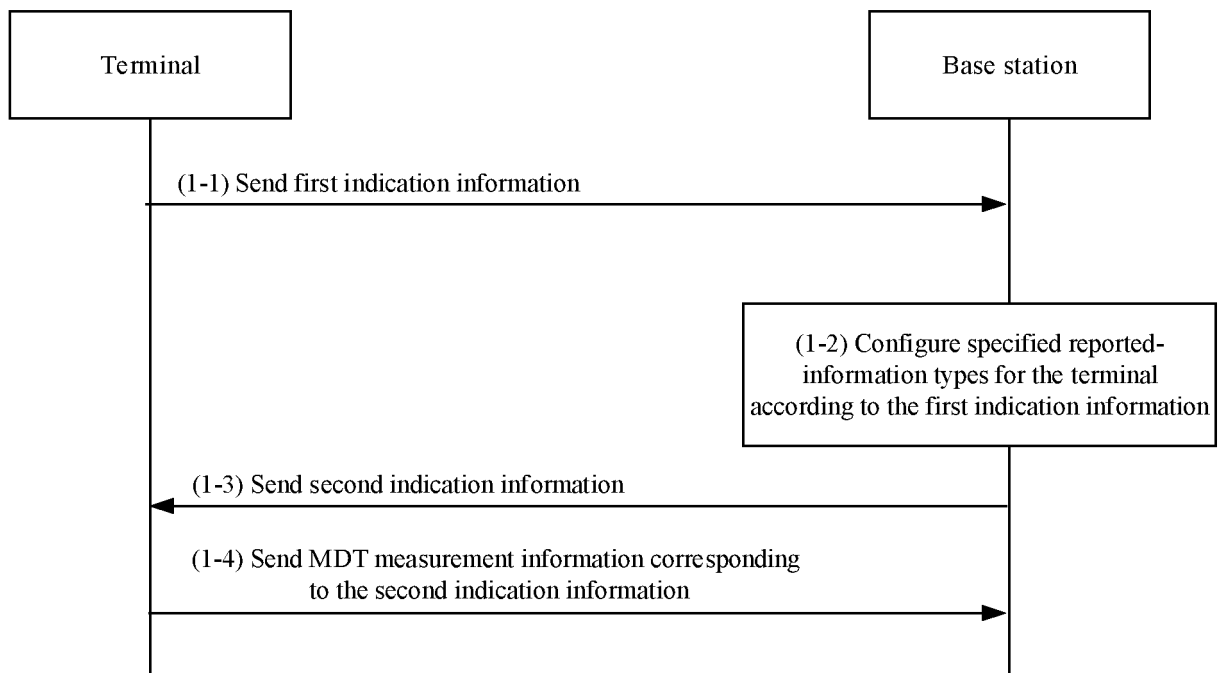 Terminal
Base station
(1-1) Send first indication information
(1-2) Configure specified reported-
information types for the terminal
according to the first indication information
(1-3) Send second indication information
(1-4) Send MDT measurement information corresponding
to the second indication information